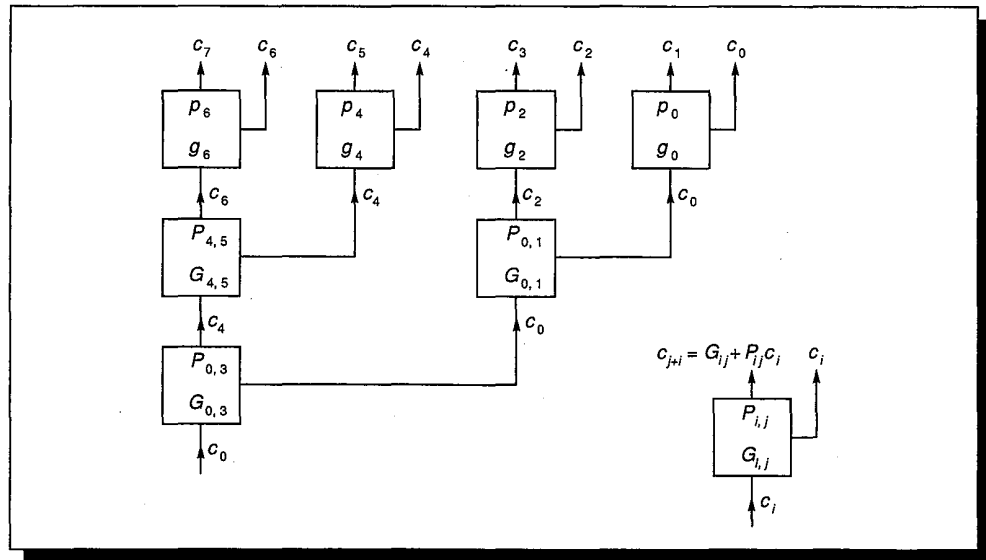 c7 c6 c5 c4 c3 c2 c1 c0
p6 p4 p2 p0
g6 g4 g2 g0
c6 c4 c2 c0
P4, 5 P0, 1
G4, 5 G0, 1
c4 c0
P0, 3
G0, 3
c0
cj+i = Gij + Pij ci ci
Pi, j
Gi, j
ci